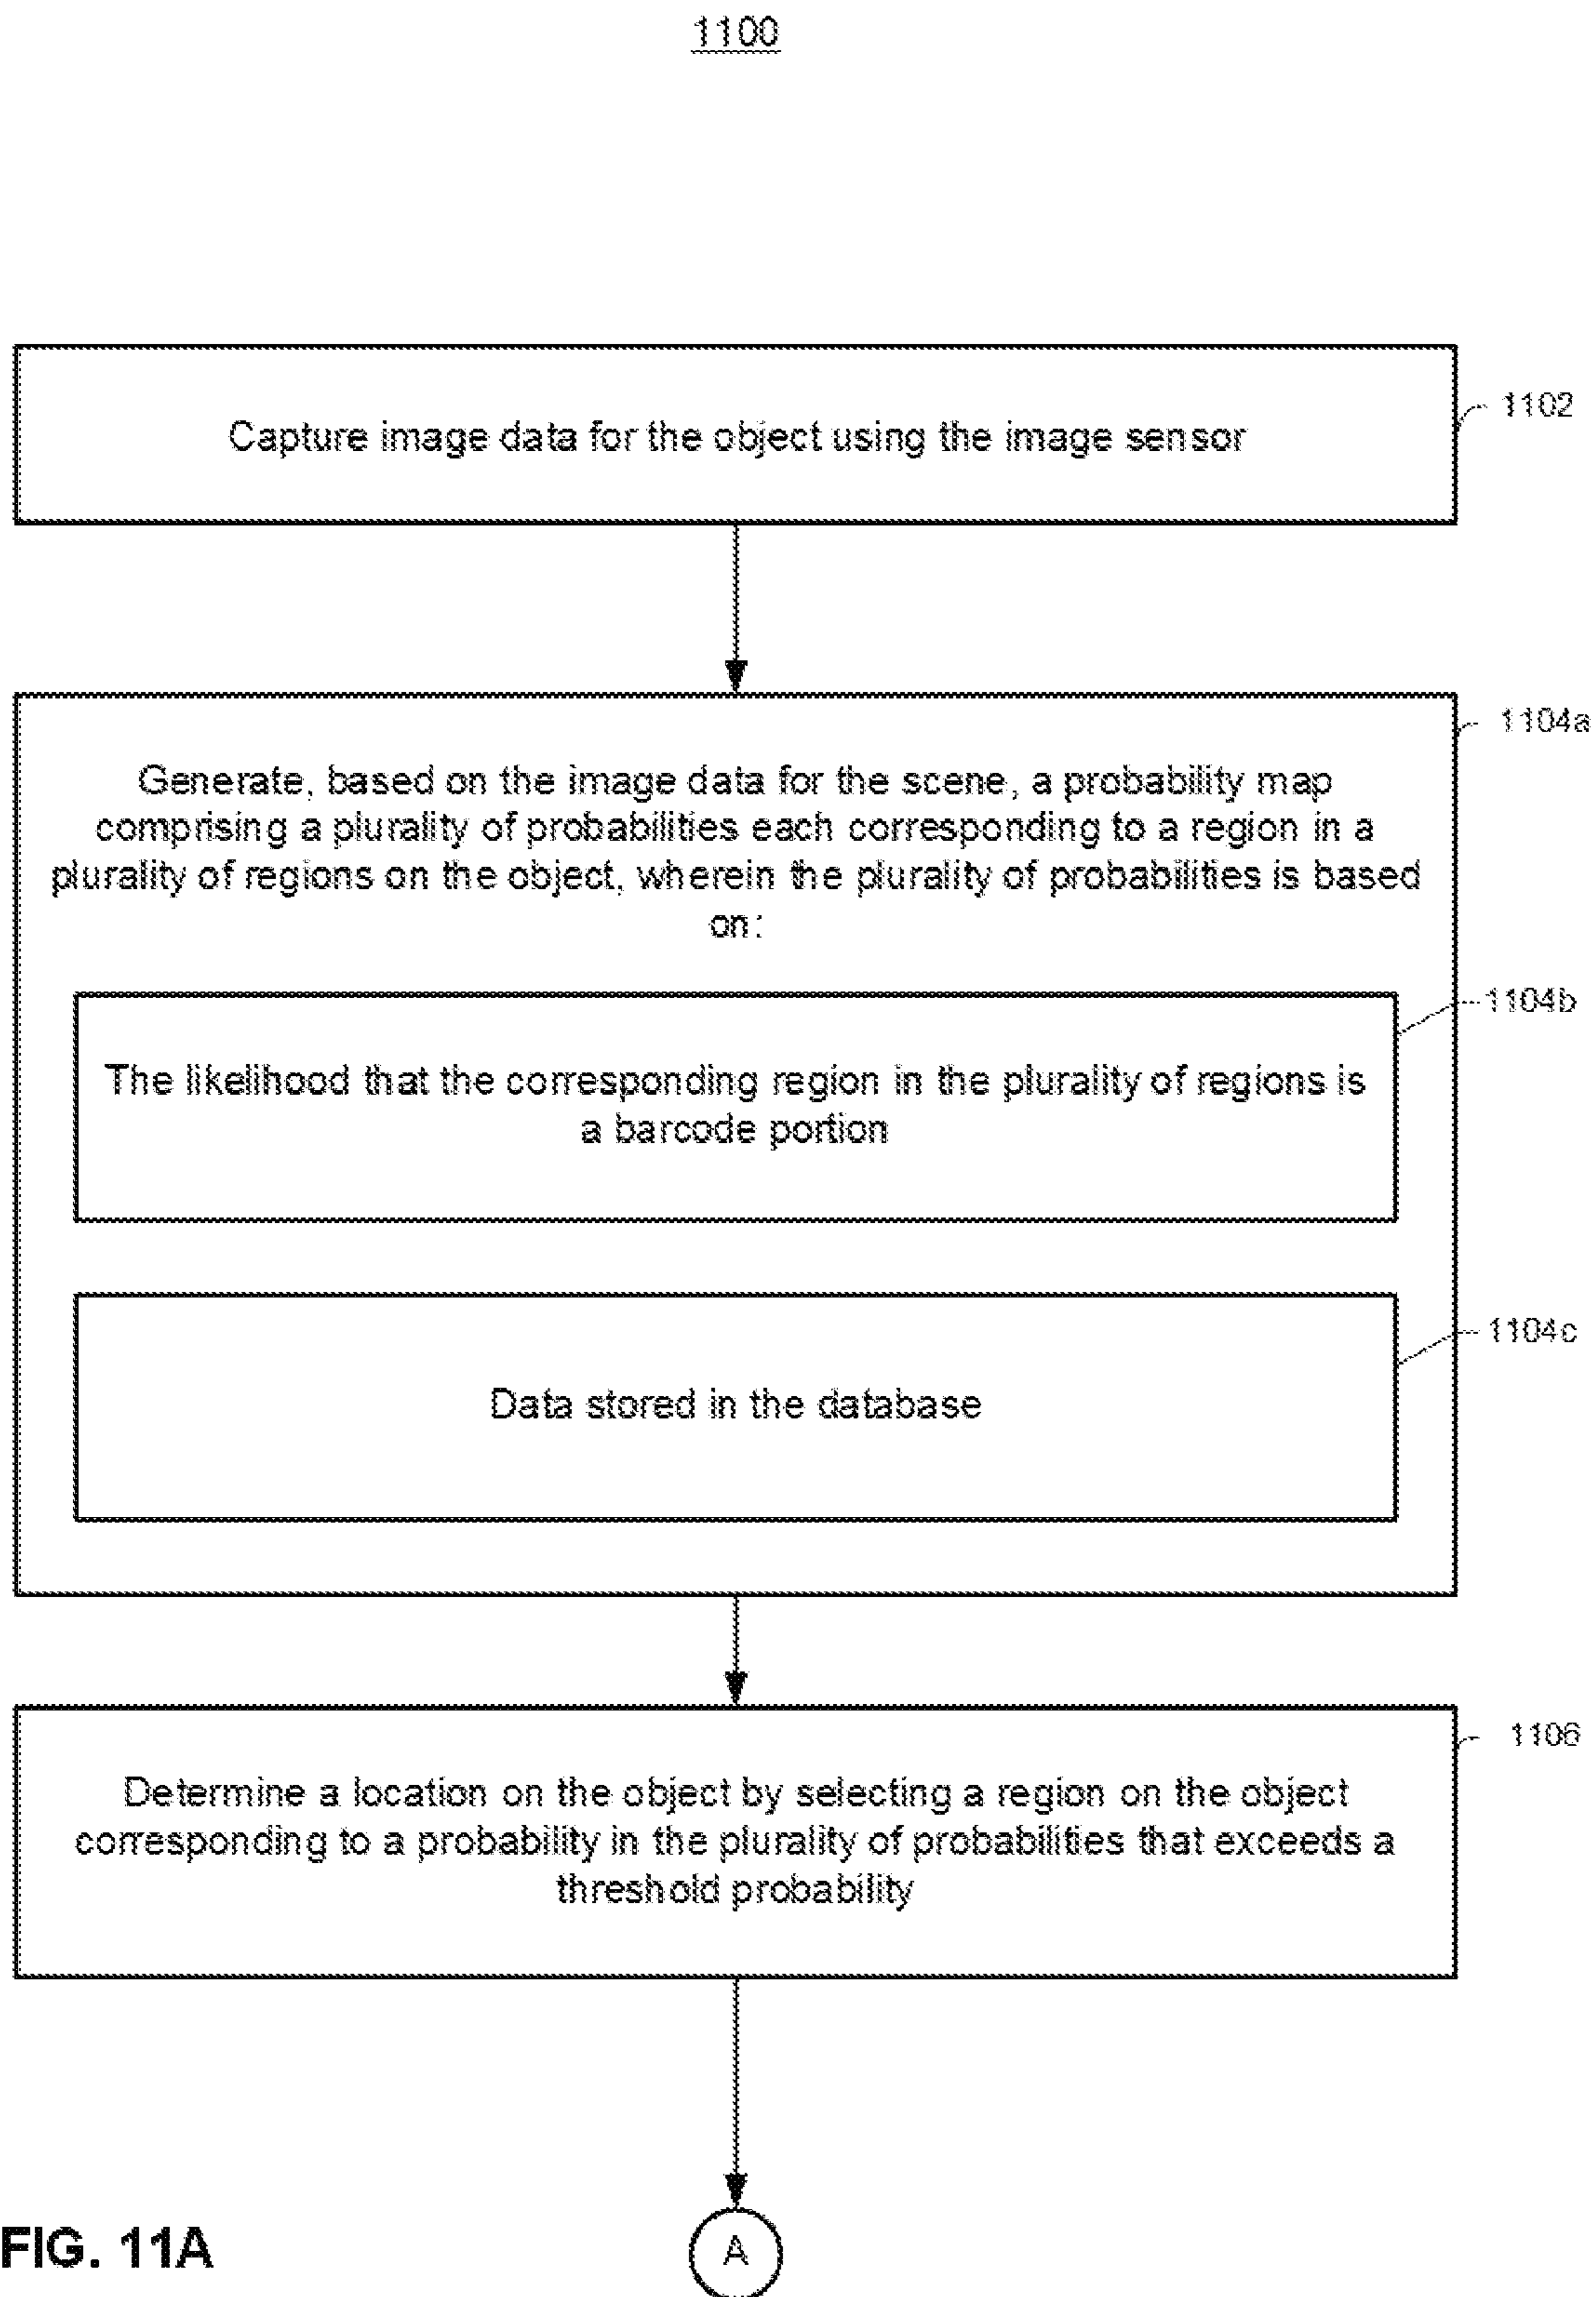 1100
Capture image data for the object using the image sensor
1102
Generate, based on the image data for the scene, a probability map
comprising a plurality of probabilities each corresponding to a region in a
plurality of regions on the object, wherein the plurality of probabilities is based
on:
1104a
The likelihood that the corresponding region in the plurality of regions is
a barcode portion
1104b
Data stored in the database
1104c
Determine a location on the object by selecting a region on the object
corresponding to a probability in the plurality of probabilities that exceeds a
threshold probability
1106
A
FIG. 11A